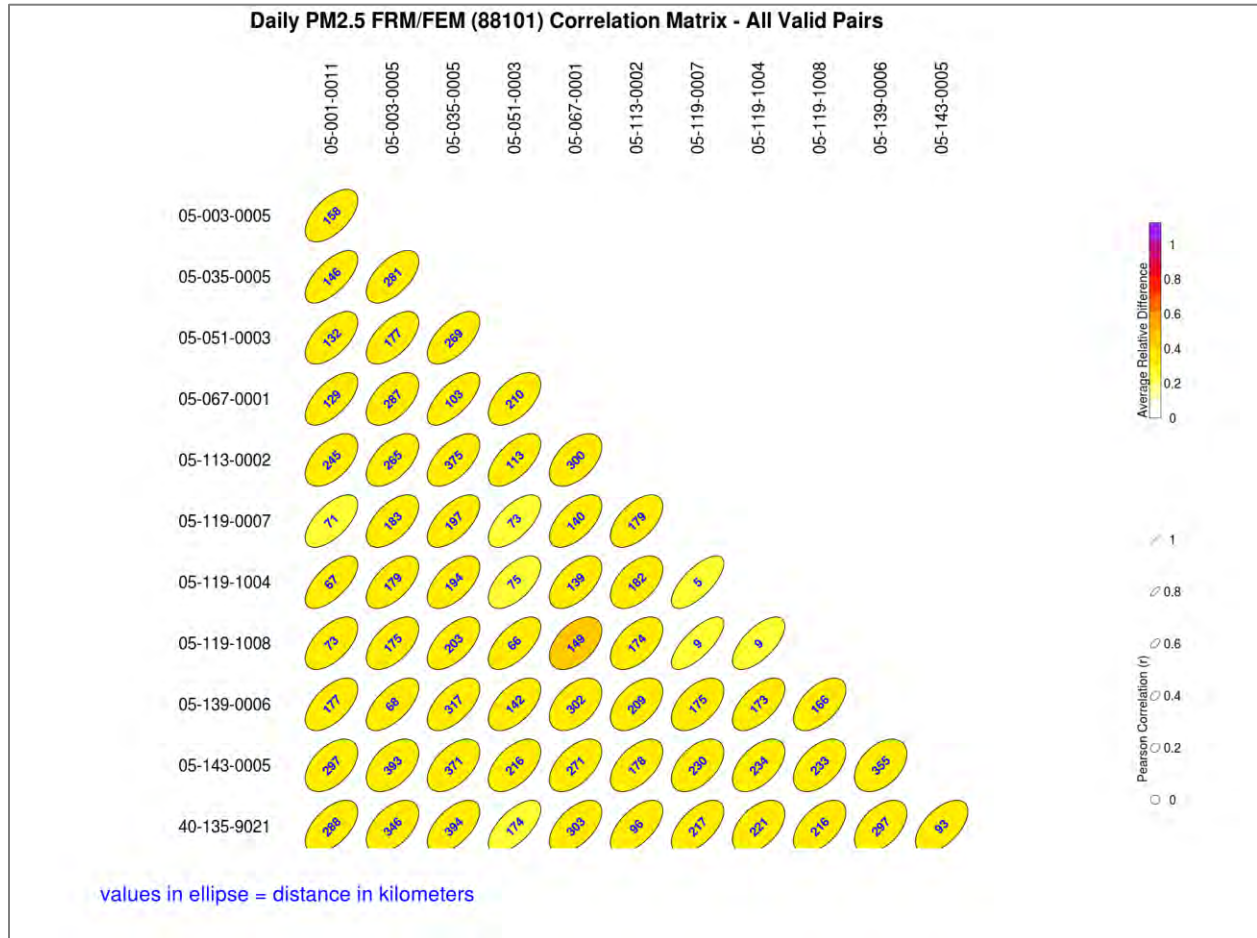 Daily PM2.5 FRM/FEM (88101) Correlation Matrix - All Valid Pairs
05-001-0011
05-003-0005
05-035-0005
05-051-0003
05-067-0001
05-113-0002
05-119-0007
05-119-1004
05-119-1008
05-139-0006
05-143-0005
05-003-0005 158
05-035-0005 146 281
05-051-0003 132 177 269
05-067-0001 129 287 103 210
05-113-0002 245 265 375 113 300
05-119-0007 71 183 197 73 140 179
05-119-1004 67 179 194 75 139 182 5
05-119-1008 73 175 203 66 149 174 9 9
05-139-0006 177 68 317 142 302 209 175 173 166
05-143-0005 297 393 371 216 271 178 230 234 233 355
40-135-9021 288 346 394 174 303 96 217 221 216 297 93
Average Relative Difference
1
0.8
0.6
0.4
0.2
0
Pearson Correlation (r)
1
0.8
0.6
0.4
0.2
0
values in ellipse = distance in kilometers